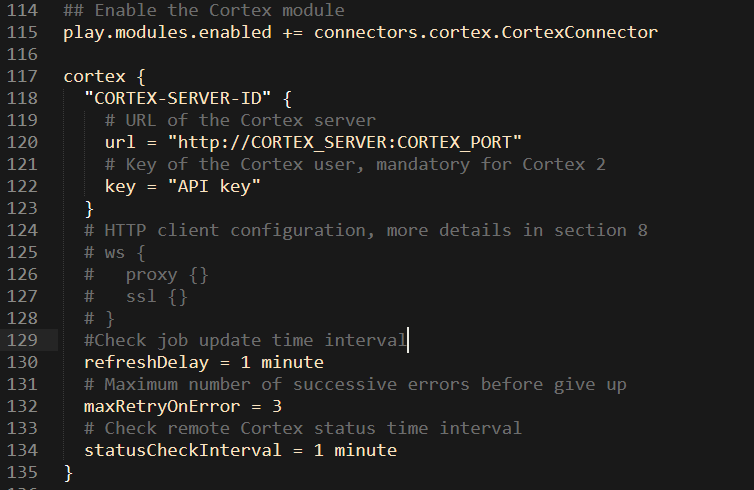 114 ## Enable the Cortex module
115 play.modules.enabled += connectors.cortex.CortexConnector
116
117 cortex {
118   "CORTEX-SERVER-ID" {
119     # URL of the Cortex server
120     url = "http://CORTEX_SERVER:CORTEX_PORT"
121     # Key of the Cortex user, mandatory for Cortex 2
122     key = "API key"
123   }
124   # HTTP client configuration, more details in section 8
125   # ws {
126   #   proxy {}
127   #   ssl {}
128   # }
129   #Check job update time interval
130   refreshDelay = 1 minute
131   # Maximum number of successive errors before give up
132   maxRetryOnError = 3
133   # Check remote Cortex status time interval
134   statusCheckInterval = 1 minute
135 }